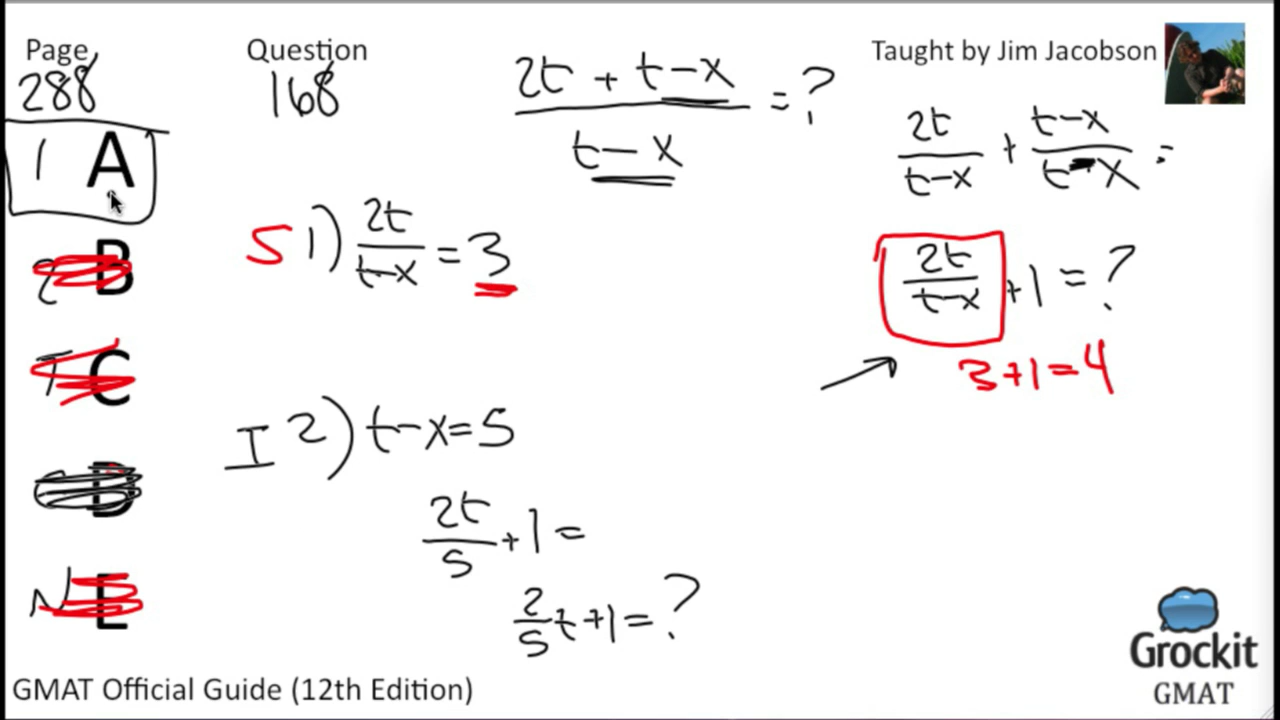 Page
288
Question
168
2t + t-x
t-x
= ?
Taught by Jim Jacobson
2t/t-x + t-x/t-x =
1 A
S 1) 2t/t-x = 3
2t/t-x + 1 = ?
2 B
3+1=4
T C
I 2) t-x=5
D
2t/5 + 1 =
N E
2/5 t + 1 = ?
Grockit
GMAT
GMAT Official Guide (12th Edition)